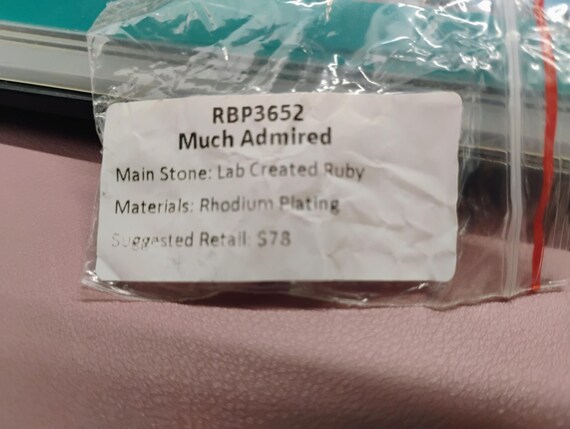 RBP3652
Much Admired
Main Stone: Lab Created Ruby
Materials: Rhodium Plating
Suggested Retail: $78